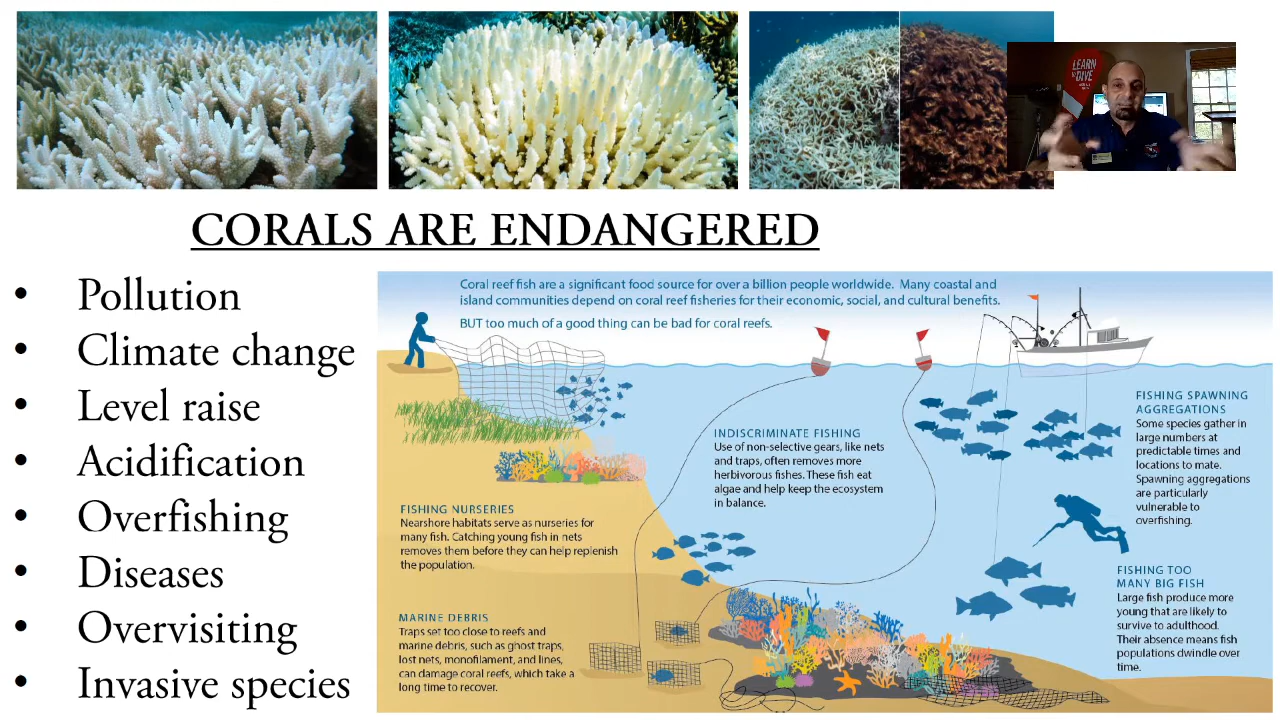 LEARN
to DIVE
CORALS ARE ENDANGERED
• Pollution
• Climate change
• Level raise
• Acidification
• Overfishing
• Diseases
• Overvisiting
• Invasive species
Coral reef fish are a significant food source for over a billion people worldwide. Many coastal and
island communities depend on coral reef fisheries for their economic, social, and cultural benefits.
BUT too much of a good thing can be bad for coral reefs.
FISHING NURSERIES
Nearshore habitats serve as nurseries for
many fish. Catching young fish in nets
removes them before they can help replenish
the population.
MARINE DEBRIS
Traps set too close to reefs and
marine debris, such as ghost traps,
lost nets, monofilament, and lines,
can damage coral reefs, which take a
long time to recover.
INDISCRIMINATE FISHING
Use of non-selective gears, like nets
and traps, often removes more
herbivorous fishes. These fish eat
algae and help keep the ecosystem
in balance.
FISHING SPAWNING
AGGREGATIONS
Some species gather in
large numbers at
predictable times and
locations to mate.
Spawning aggregations
are particularly
vulnerable to
overfishing.
FISHING TOO
MANY BIG FISH
Large fish produce more
young that are likely to
survive to adulthood.
Their absence means fish
populations dwindle over
time.